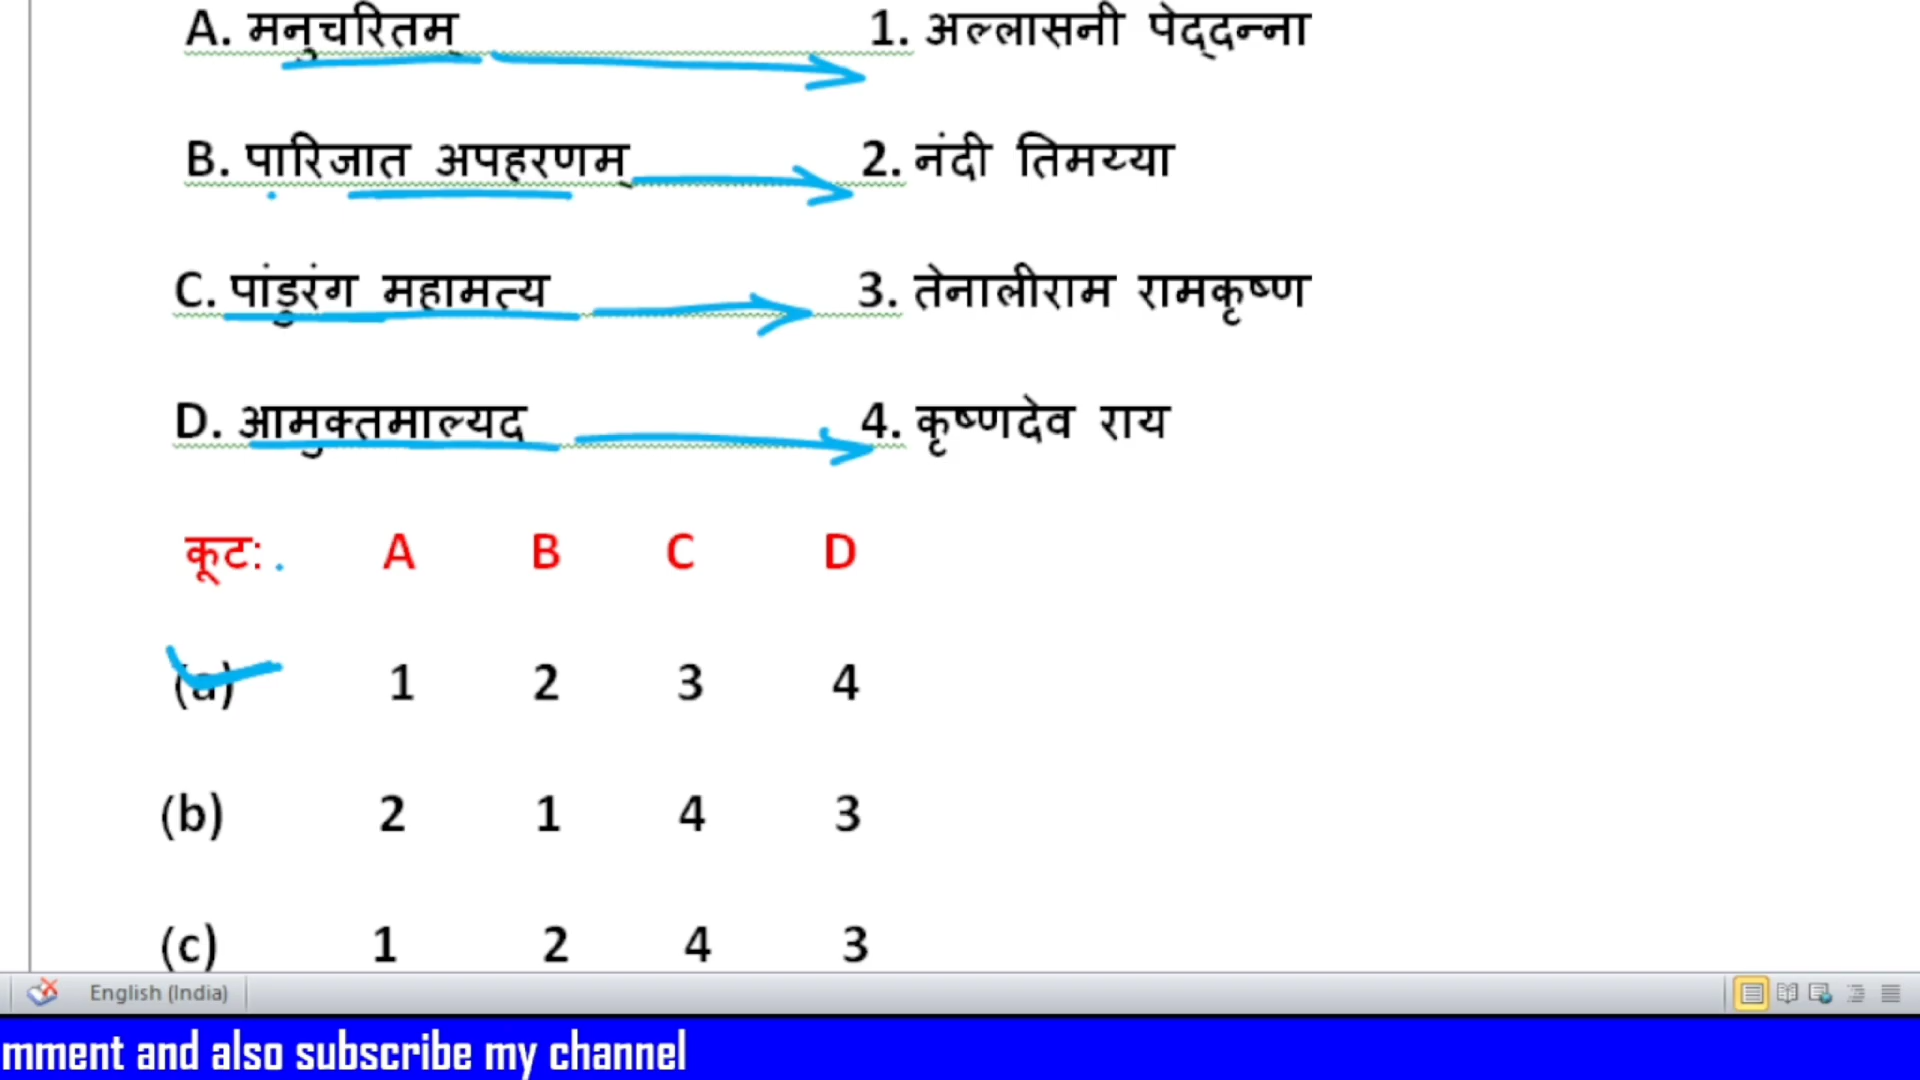 A. मनुचरितम् 1. अल्लासनी पेद्दन्ना
B. पारिजात अपहरणम् 2. नंदी तिमय्या
C. पांडुरंग महामत्य 3. तेनालीराम रामकृष्ण
D. आमुक्तमाल्यद 4. कृष्णदेव राय
कूट: A B C D
(a) 1 2 3 4
(b) 2 1 4 3
(c) 1 2 4 3
English (India)
mment and also subscribe my channel